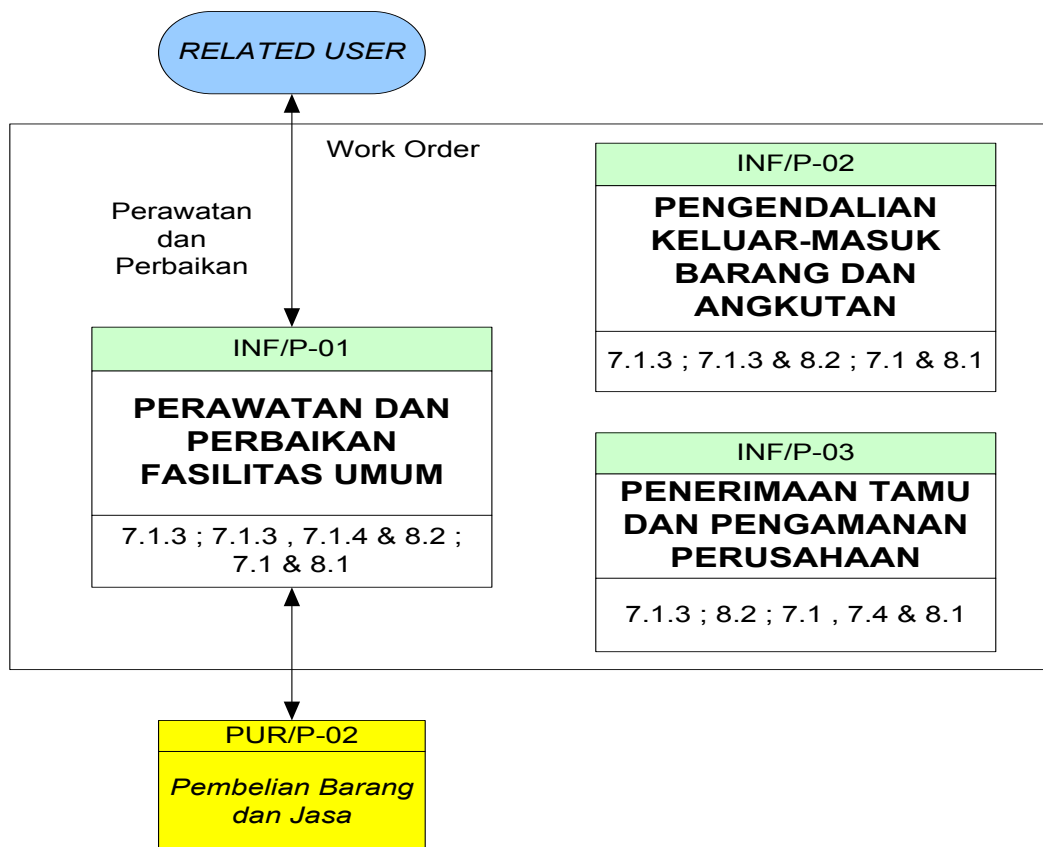 RELATED USER
Work Order
Perawatan
dan
Perbaikan
INF/P-01
PERAWATAN DAN
PERBAIKAN
FASILITAS UMUM
7.1.3 ; 7.1.3 , 7.1.4 & 8.2 ;
7.1 & 8.1
INF/P-02
PENGENDALIAN
KELUAR-MASUK
BARANG DAN
ANGKUTAN
7.1.3 ; 7.1.3 & 8.2 ; 7.1 & 8.1
INF/P-03
PENERIMAAN TAMU
DAN PENGAMANAN
PERUSAHAAN
7.1.3 ; 8.2 ; 7.1 , 7.4 & 8.1
PUR/P-02
Pembelian Barang
dan Jasa